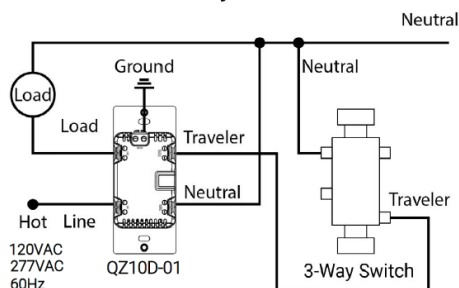 Neutral
Ground
Neutral
Load
Load
Traveler
Neutral
Traveler
Hot Line
120VAC
277VAC
60Hz
QZ10D-01
3-Way Switch